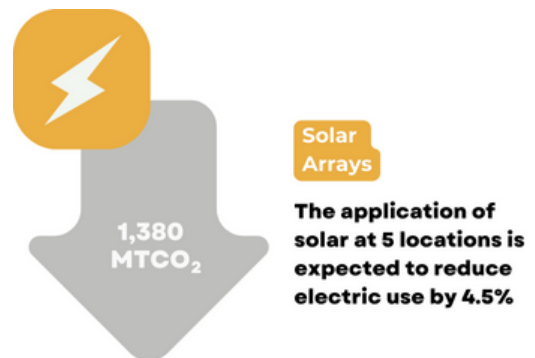 1,380
MTCO₂
Solar
Arrays
The application of
solar at 5 locations is
expected to reduce
electric use by 4.5%